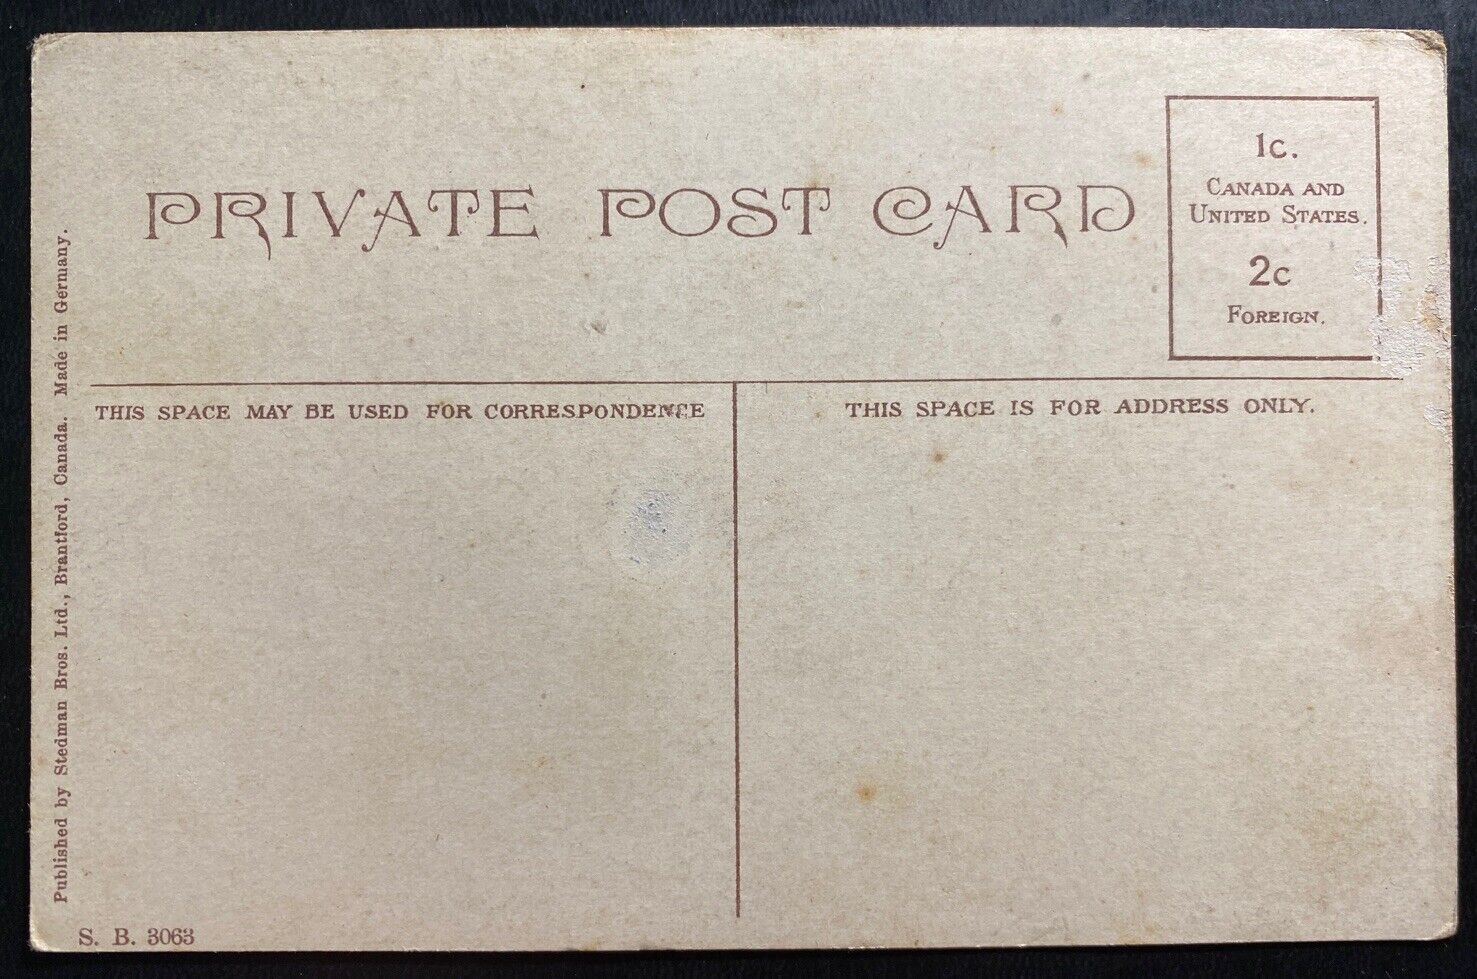 PRIVATE POST CARD
1c.
CANADA AND
UNITED STATES.
2c
FOREIGN.
THIS SPACE MAY BE USED FOR CORRESPONDENCE
THIS SPACE IS FOR ADDRESS ONLY.
Published by Stedman Bros. Ltd., Brantford, Canada. Made in Germany.
S. B. 3063